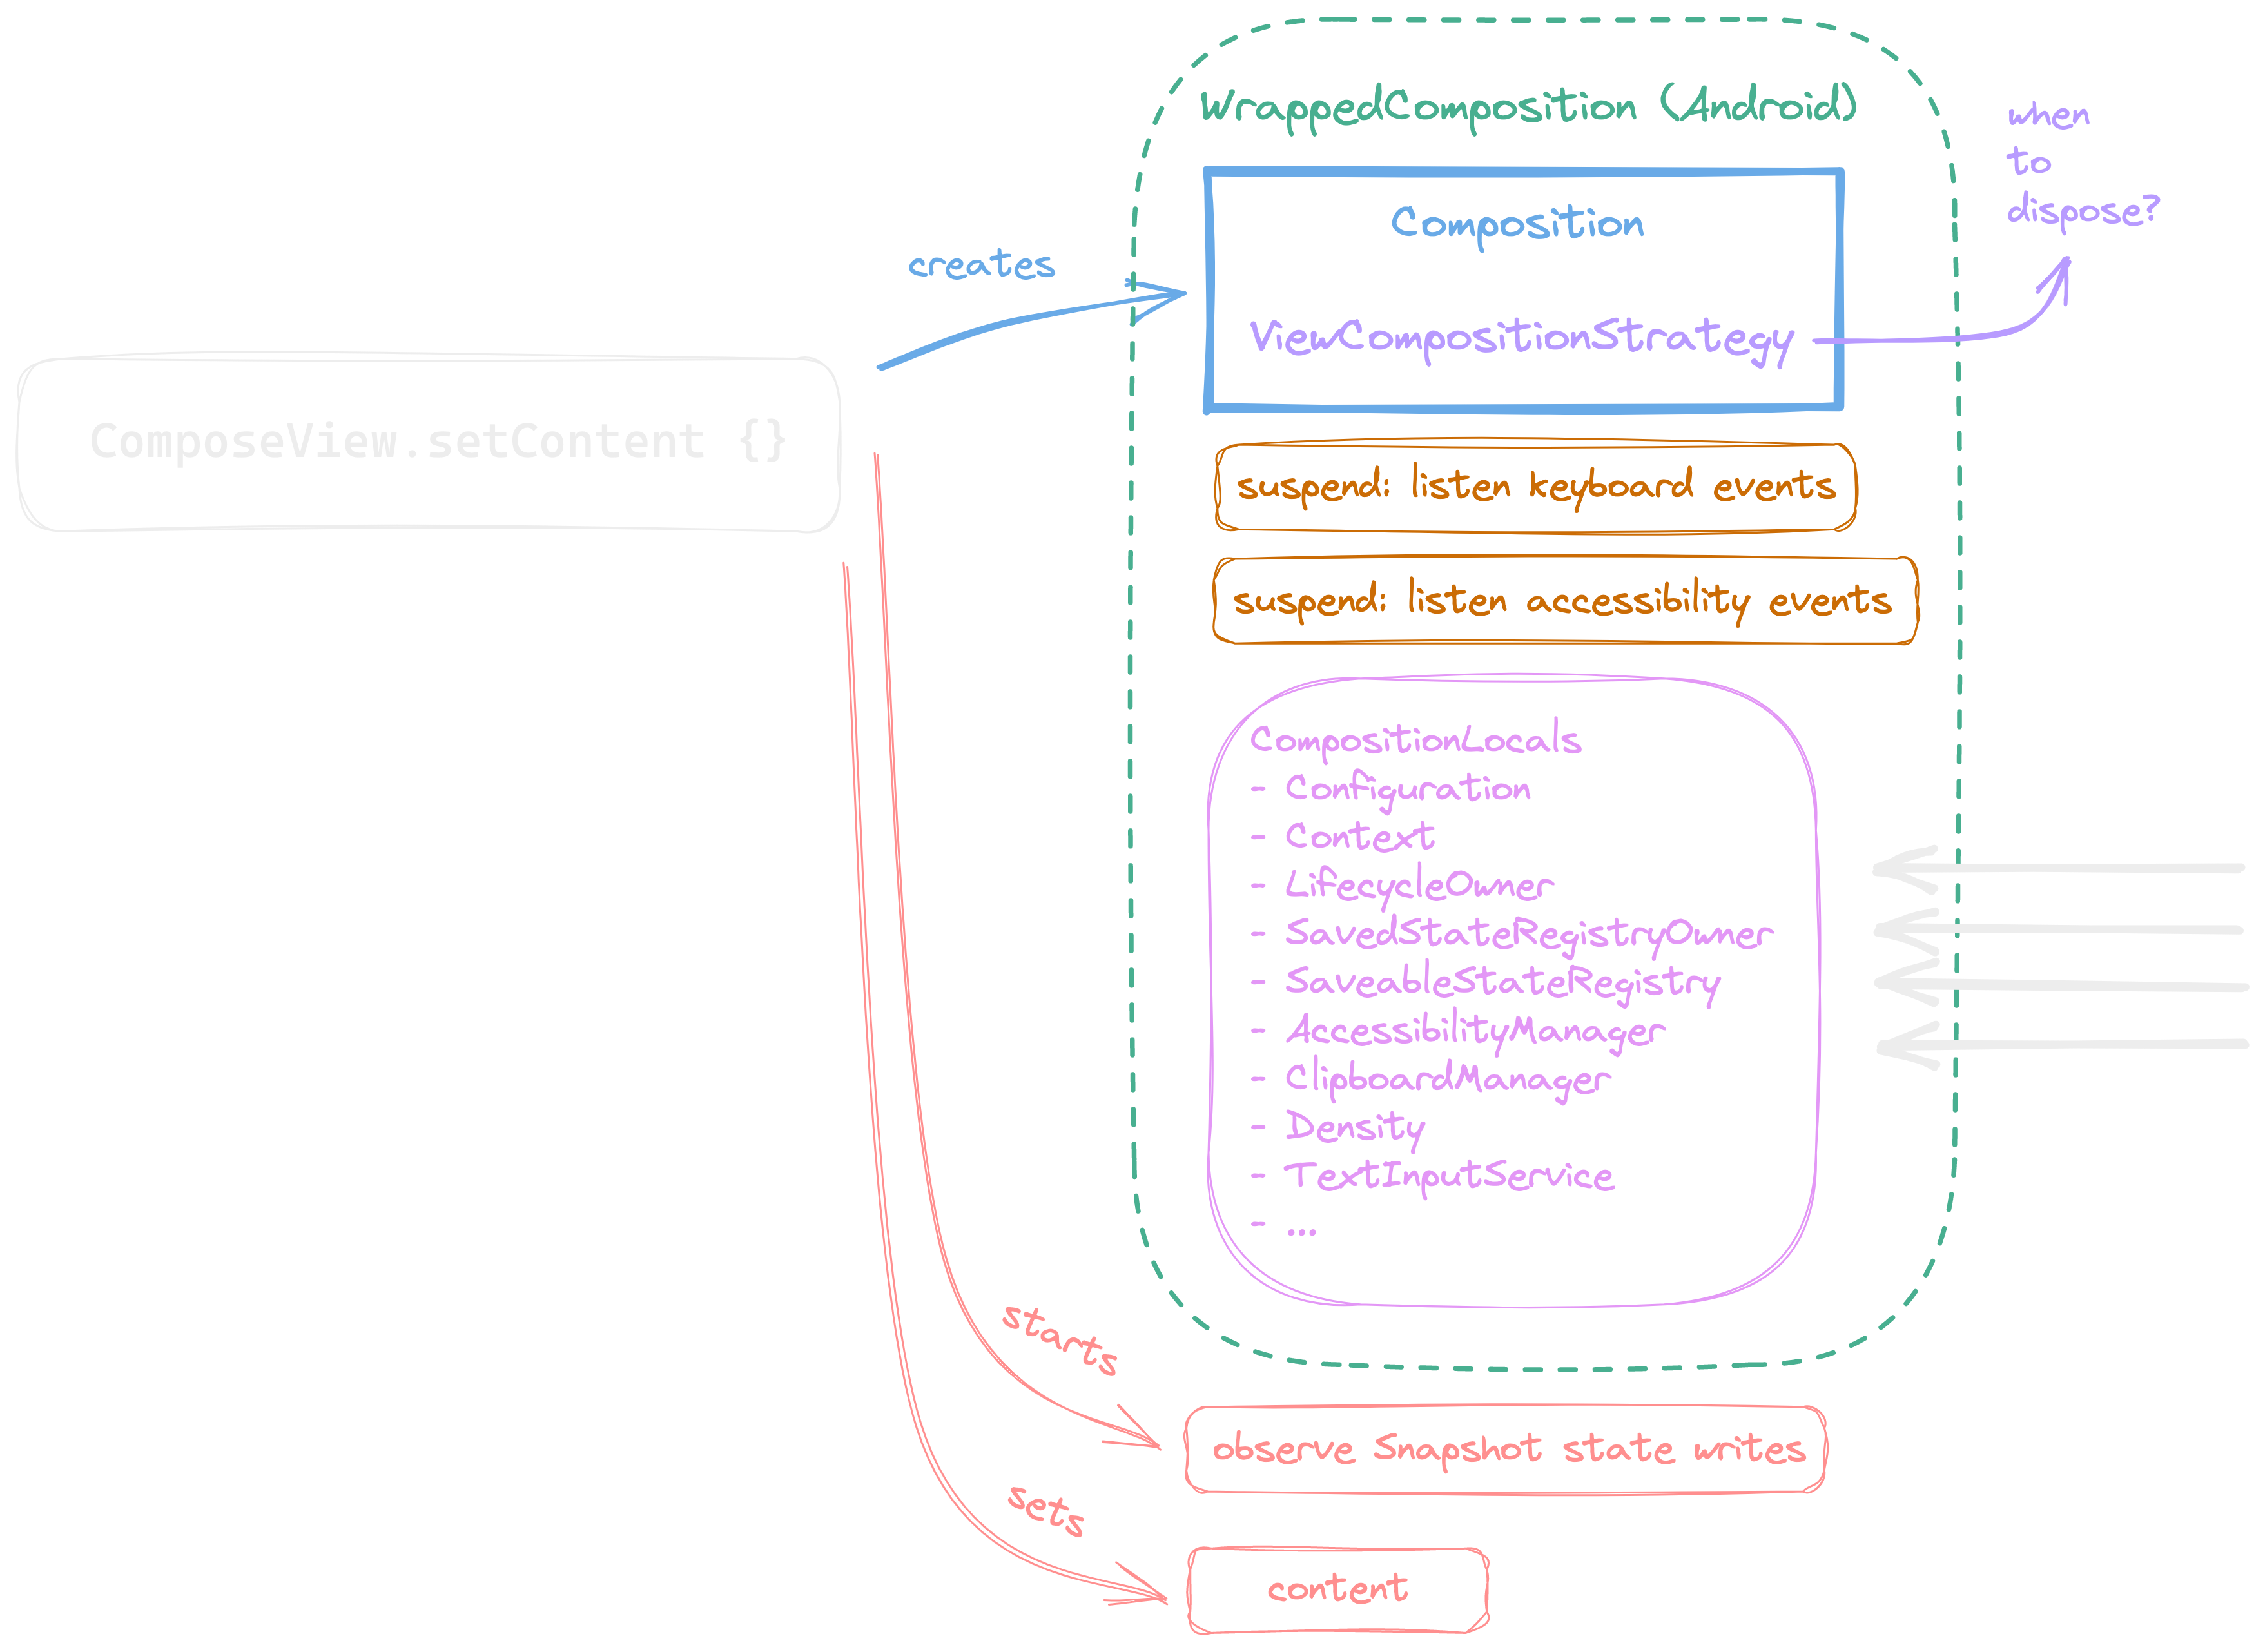 WrappedComposition (Android)
when
to
dispose?
Composition
creates
ViewCompositionStrategy
ComposeView.setContent {}
suspend: listen keyboard events
suspend: listen accessibility events
CompositionLocals
- Configuration
- Context
- LifecycleOwner
- SavedStateRegistryOwner
- SaveableStateRegistry
- AccessibilityManager
- ClipboardManager
- Density
- TextInputService
- ...
starts
observe snapshot state writes
sets
content